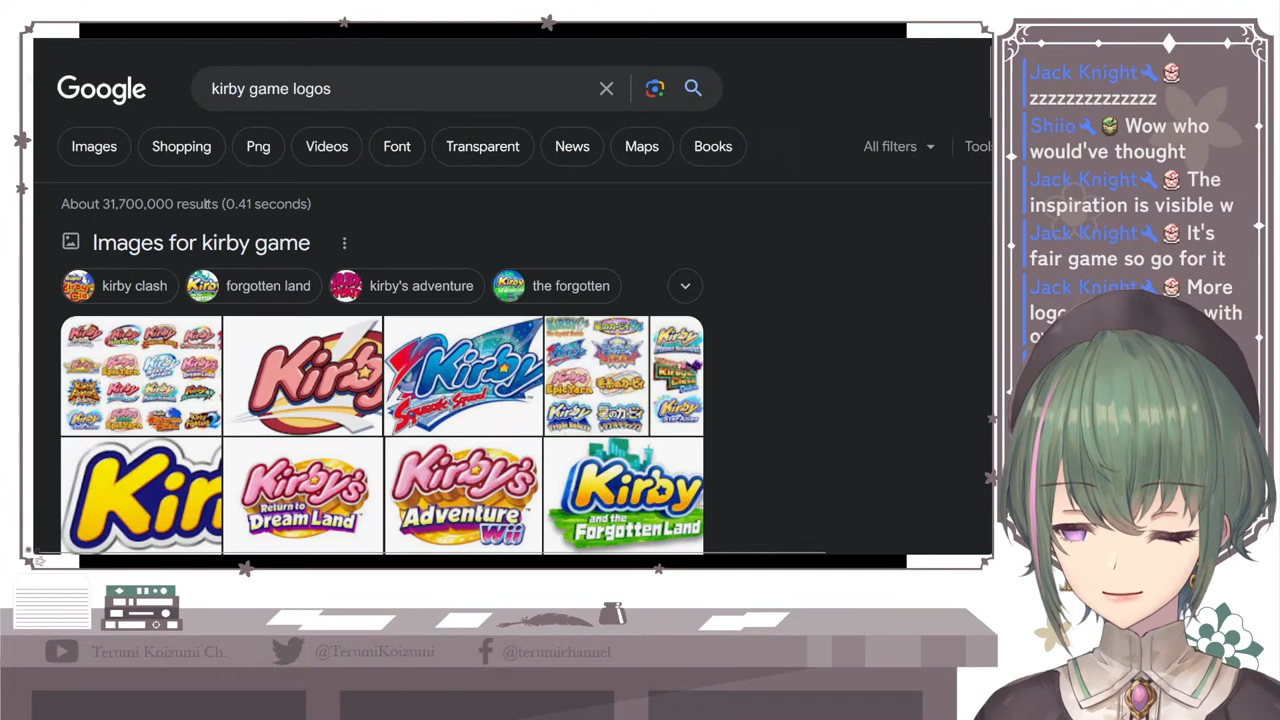 Google
kirby game logos
Images
Shopping
Png
Videos
Font
Transparent
News
Maps
Books
All filters
About 31,700,000 results (0.41 seconds)
Images for kirby game
kirby clash
forgotten land
kirby's adventure
the forgotten
Kirby
Squeak Squad
Kirby's
Return to
Dream Land
Kirby's
Adventure
Wii
Kirby
and the
Forgotten Land
Jack Knight
zzzzzzzzzzzzzz
Shiio Wow who
would've thought
Jack Knight The
inspiration is visible w
Jack Knight It's
fair game so go for it
Jack Knight More
with
Terumi Koizumi Ch.
@TerumiKoizumi
@terumichannel